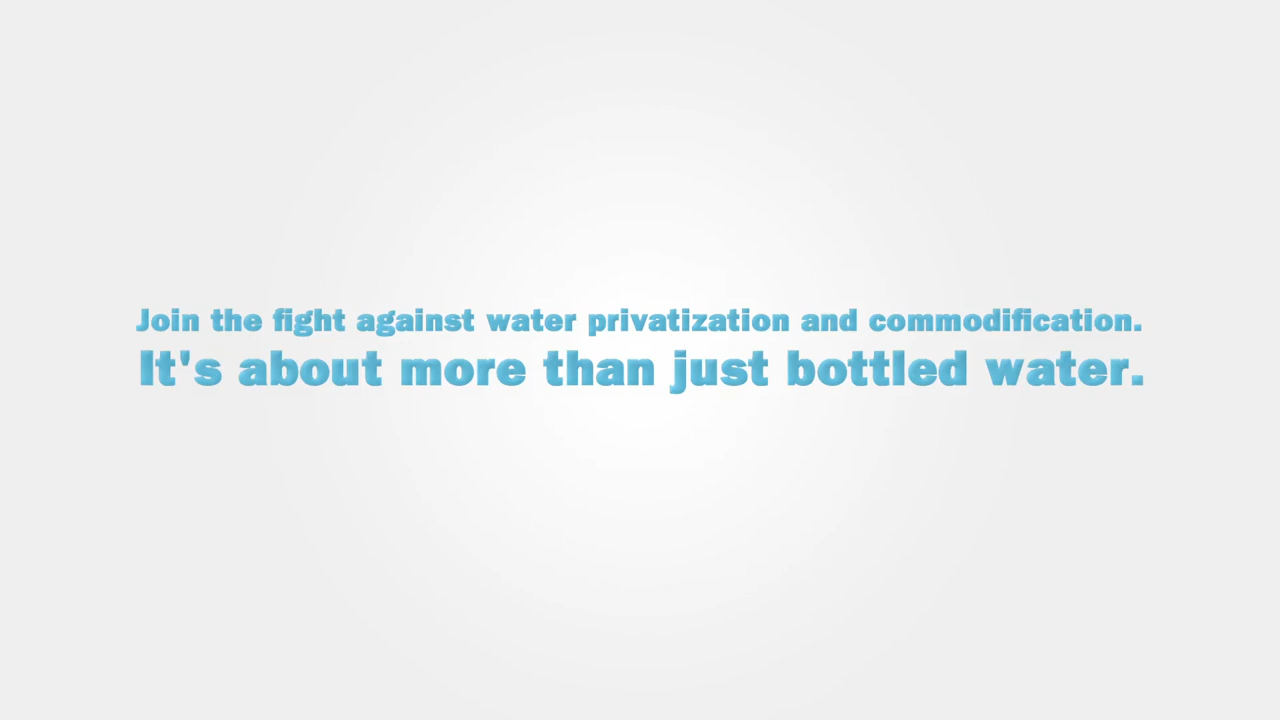 Join the fight against water privatization and commodification.
It's about more than just bottled water.